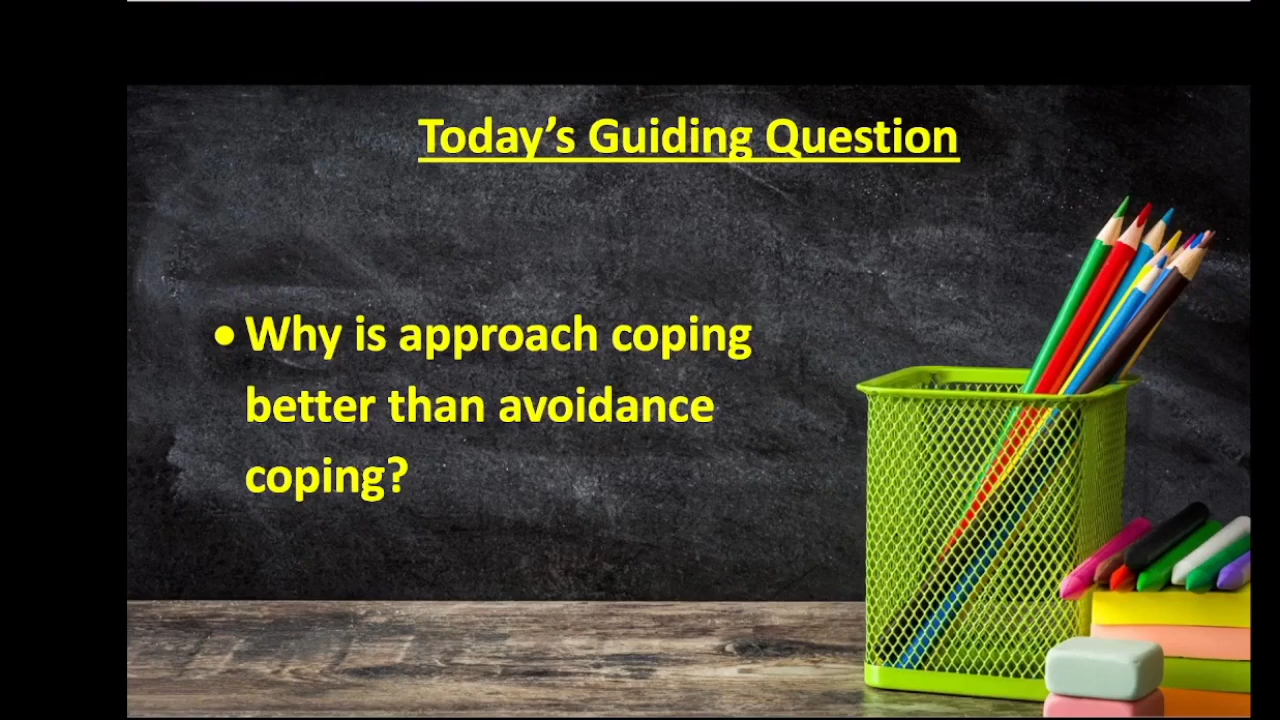 Today’s Guiding Question
• Why is approach coping
better than avoidance
coping?